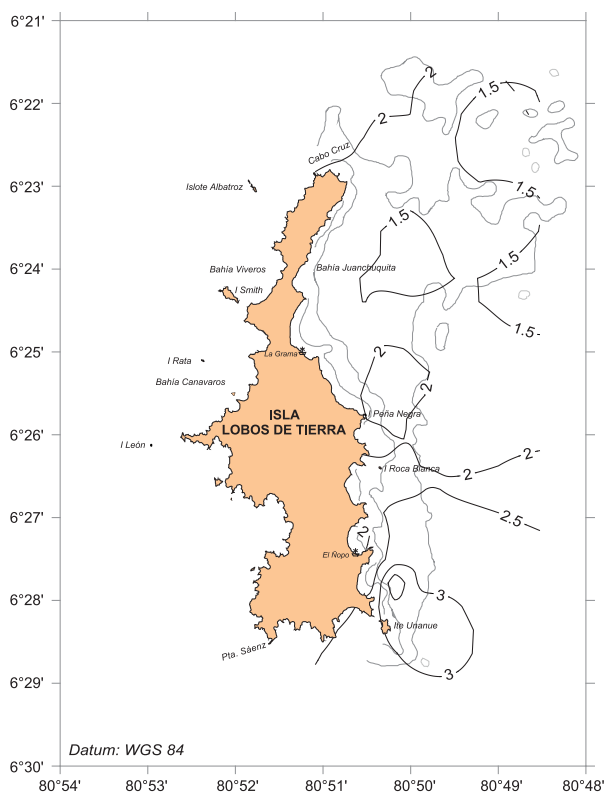 6°21'
2
6°22'
1.5
2
Cabo Cruz
6°23'
Islote Albatroz
1.5-
1.5
6°24'
Bahía Viveros
Bahía Juanchuquita
1.5
I Smith
1.5-
6°25'
La Grama
2
I Rata
Bahía Canavaros
2
ISLA
LOBOS DE TIERRA
I Peña Negra
6°26'
I León
2-
I Roca Blanca
2
6°27'
2.5
2
El Ñopo
6°28'
3
Ite Unanue
Pta. Sáenz
6°29'
3
Datum: WGS 84
6°30'
80°54' 80°53' 80°52' 80°51' 80°50' 80°49' 80°48'